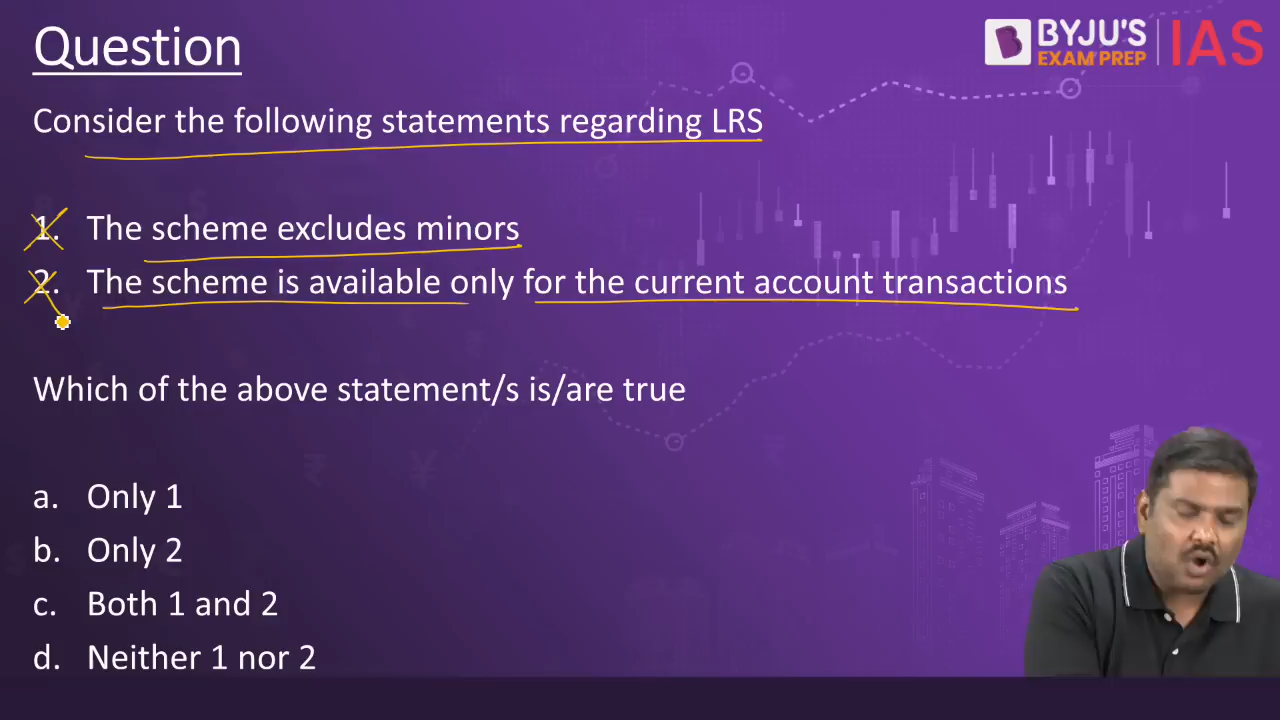 Question
BYJU'S
EXAM PREP
IAS
Consider the following statements regarding LRS
1. The scheme excludes minors
2. The scheme is available only for the current account transactions
Which of the above statement/s is/are true
a. Only 1
b. Only 2
c. Both 1 and 2
d. Neither 1 nor 2